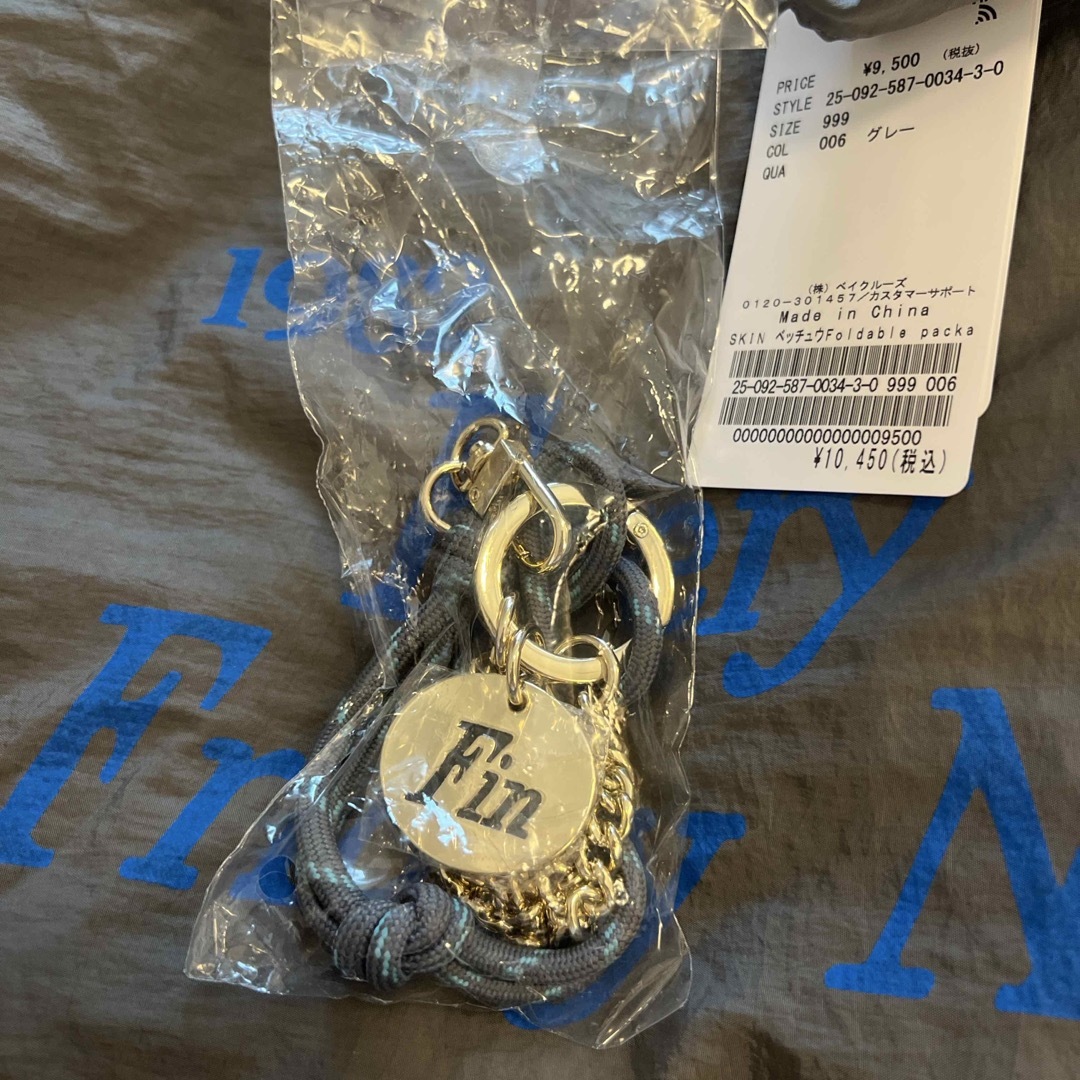 PRICE ¥9,500 (税抜)
STYLE 25-092-587-0034-3-0
SIZE 999
COL 006 グレー
QUA
(株) ベイクルーズ
0120-301457/カスタマーサポート
Made in China
SKIN ベッチュウFoldable packa
25-092-587-0034-3-0 999 006
00000000000000009500
¥10,450(税込)
Fin